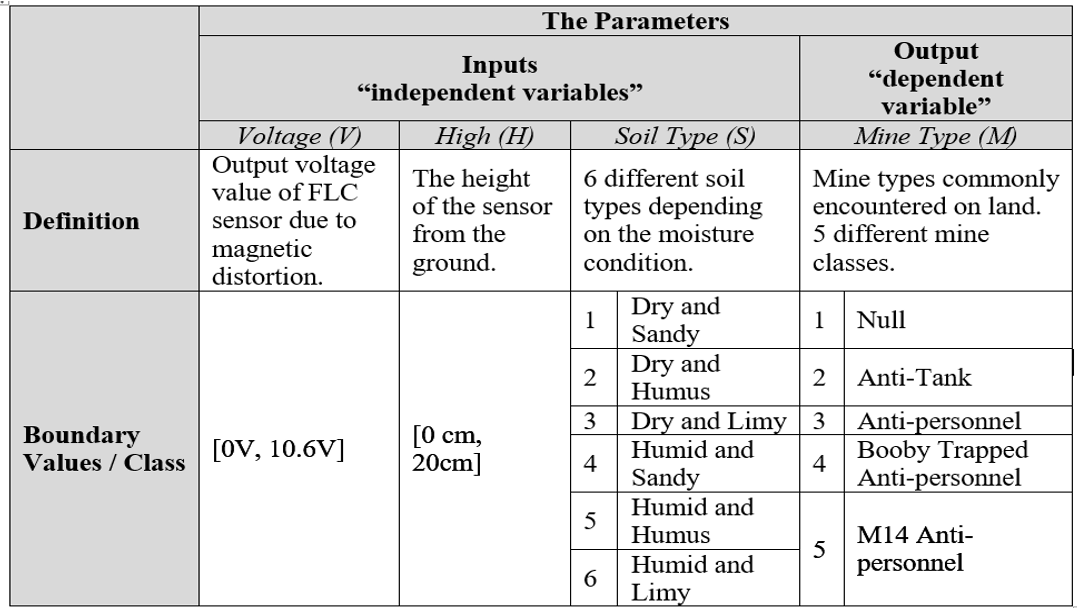 The Parameters
Inputs
“independent variables”
Output
“dependent
variable”
Voltage (V)
High (H)
Soil Type (S)
Mine Type (M)
Definition
Output voltage
value of FLC
sensor due to
magnetic
distortion.
The height
of the sensor
from the
ground.
6 different soil
types depending
on the moisture
condition.
Mine types commonly
encountered on land.
5 different mine
classes.
Boundary
Values / Class
[0V, 10.6V]
[0 cm,
20cm]
1
Dry and
Sandy
2
Dry and
Humus
3
Dry and Limy
4
Humid and
Sandy
5
Humid and
Humus
6
Humid and
Limy
1
Null
2
Anti-Tank
3
Anti-personnel
4
Booby Trapped
Anti-personnel
5
M14 Anti-
personnel